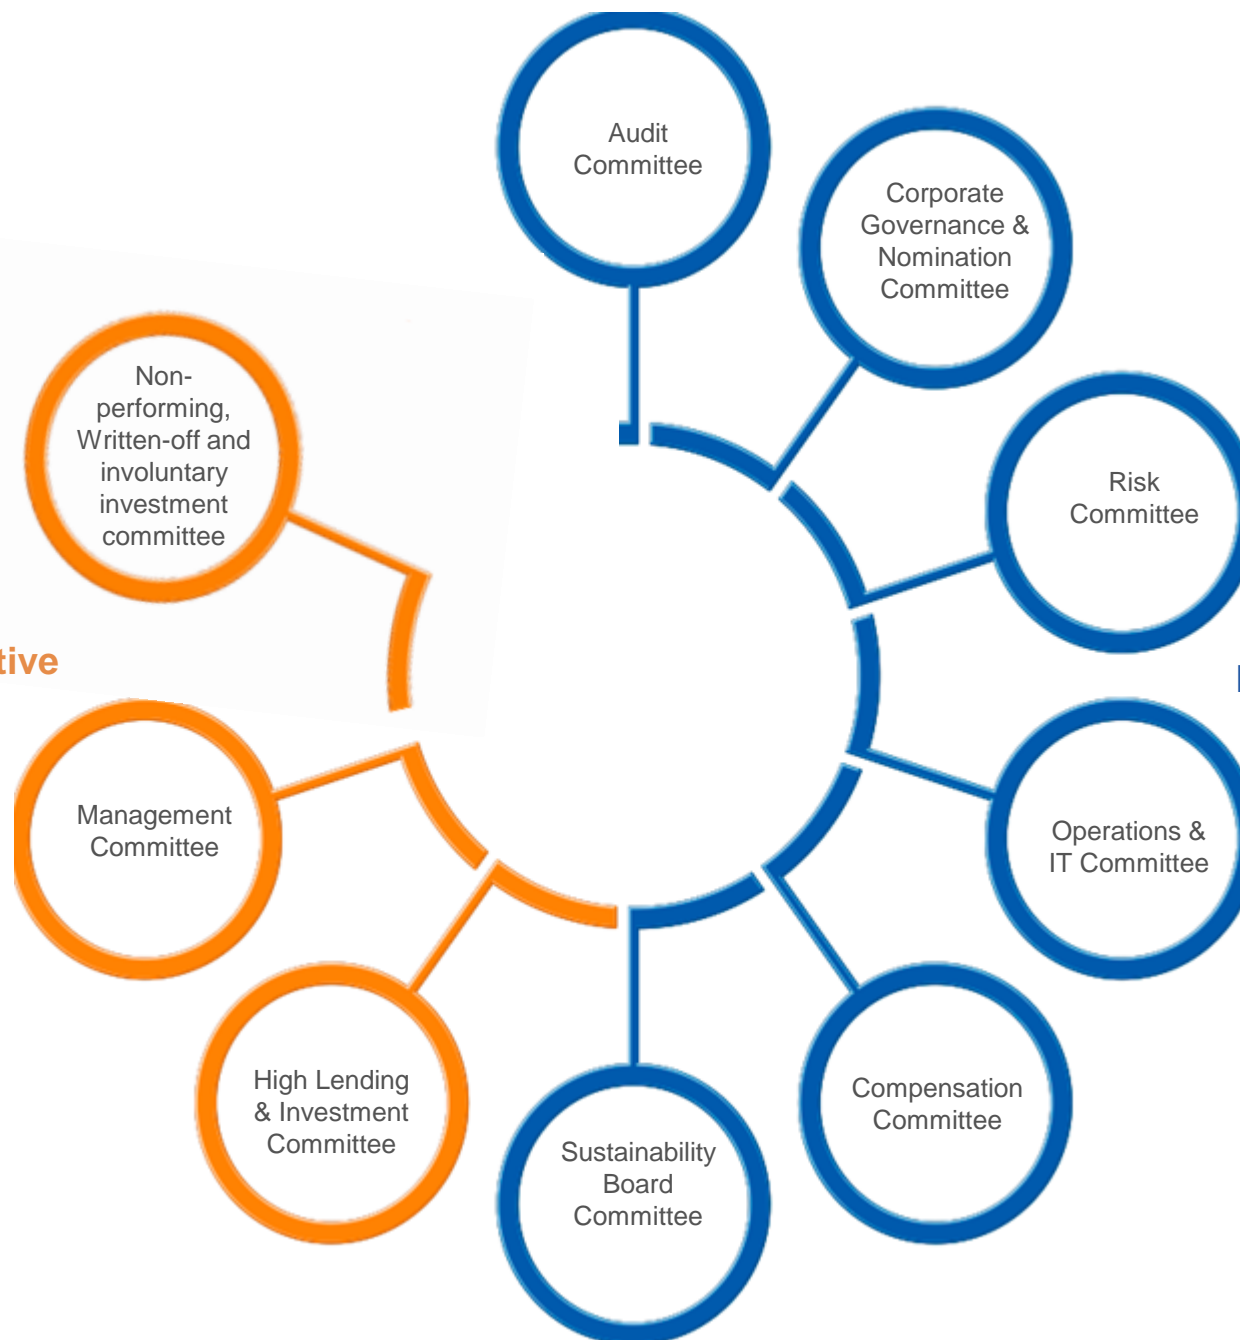 Audit
Committee
Corporate
Governance &
Nomination
Committee
Risk
Committee
Operations &
IT Committee
Compensation
Committee
Sustainability
Board
Committee
High Lending
& Investment
Committee
Management
Committee
Non-
performing,
Written-off and
involuntary
investment
committee
tive